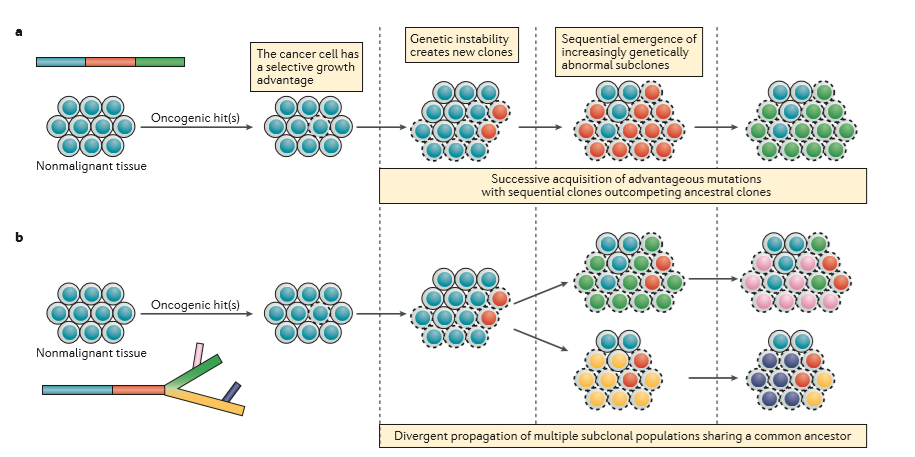 a
The cancer cell has
a selective growth
advantage
Genetic instability
creates new clones
Sequential emergence of
increasingly genetically
abnormal subclones
Oncogenic hit(s)
Nonmalignant tissue
Successive acquisition of advantageous mutations
with sequential clones outcompeting ancestral clones
b
Oncogenic hit(s)
Nonmalignant tissue
Divergent propagation of multiple subclonal populations sharing a common ancestor